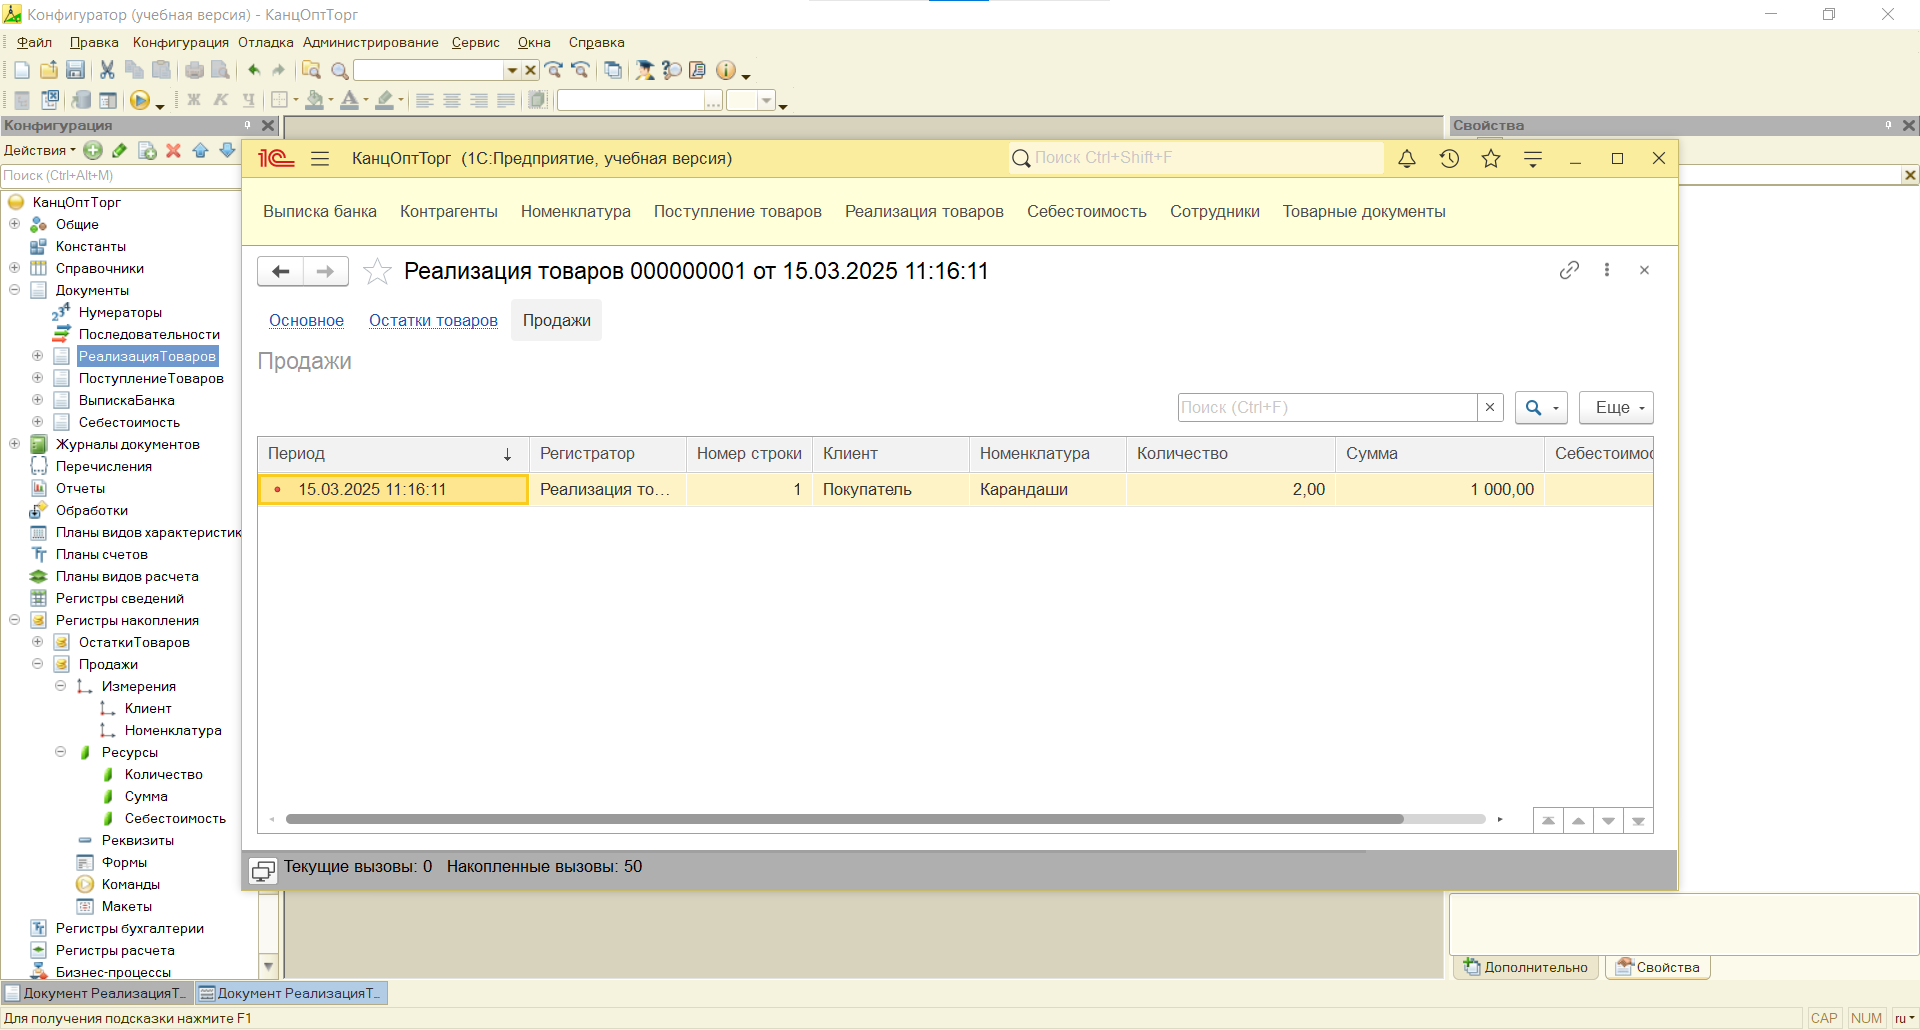 Конфигуратор (учебная версия) - КанцОптТорг
Файл Правка Конфигурация Отладка Администрирование Сервис Окна Справка
Ж К Ч
Конфигурация
Действия
Поиск (Ctrl+Alt+M)
КанцОптТорг
Общие
Константы
Справочники
Документы
Нумераторы
Последовательности
РеализацияТоваров
ПоступлениеТоваров
ВыпискаБанка
Себестоимость
Журналы документов
Перечисления
Отчеты
Обработки
Планы видов характеристик
Планы счетов
Планы видов расчета
Регистры сведений
Регистры накопления
ОстаткиТоваров
Продажи
Измерения
Клиент
Номенклатура
Ресурсы
Количество
Сумма
Себестоимость
Реквизиты
Формы
Команды
Макеты
Регистры бухгалтерии
Регистры расчета
Бизнес-процессы
1С КанцОптТорг (1С:Предприятие, учебная версия)
Поиск Ctrl+Shift+F
Выписка банка Контрагенты Номенклатура Поступление товаров Реализация товаров Себестоимость Сотрудники Товарные документы
Реализация товаров 000000001 от 15.03.2025 11:16:11
Основное Остатки товаров Продажи
Продажи
Поиск (Ctrl+F) Еще
Период Регистратор Номер строки Клиент Номенклатура Количество Сумма Себестоимос
15.03.2025 11:16:11 Реализация то... 1 Покупатель Карандаши 2,00 1 000,00
Текущие вызовы: 0 Накопленные вызовы: 50
Свойства
Дополнительно Свойства
Документ РеализацияТ... Документ РеализацияТ...
Для получения подсказки нажмите F1
CAP NUM ru